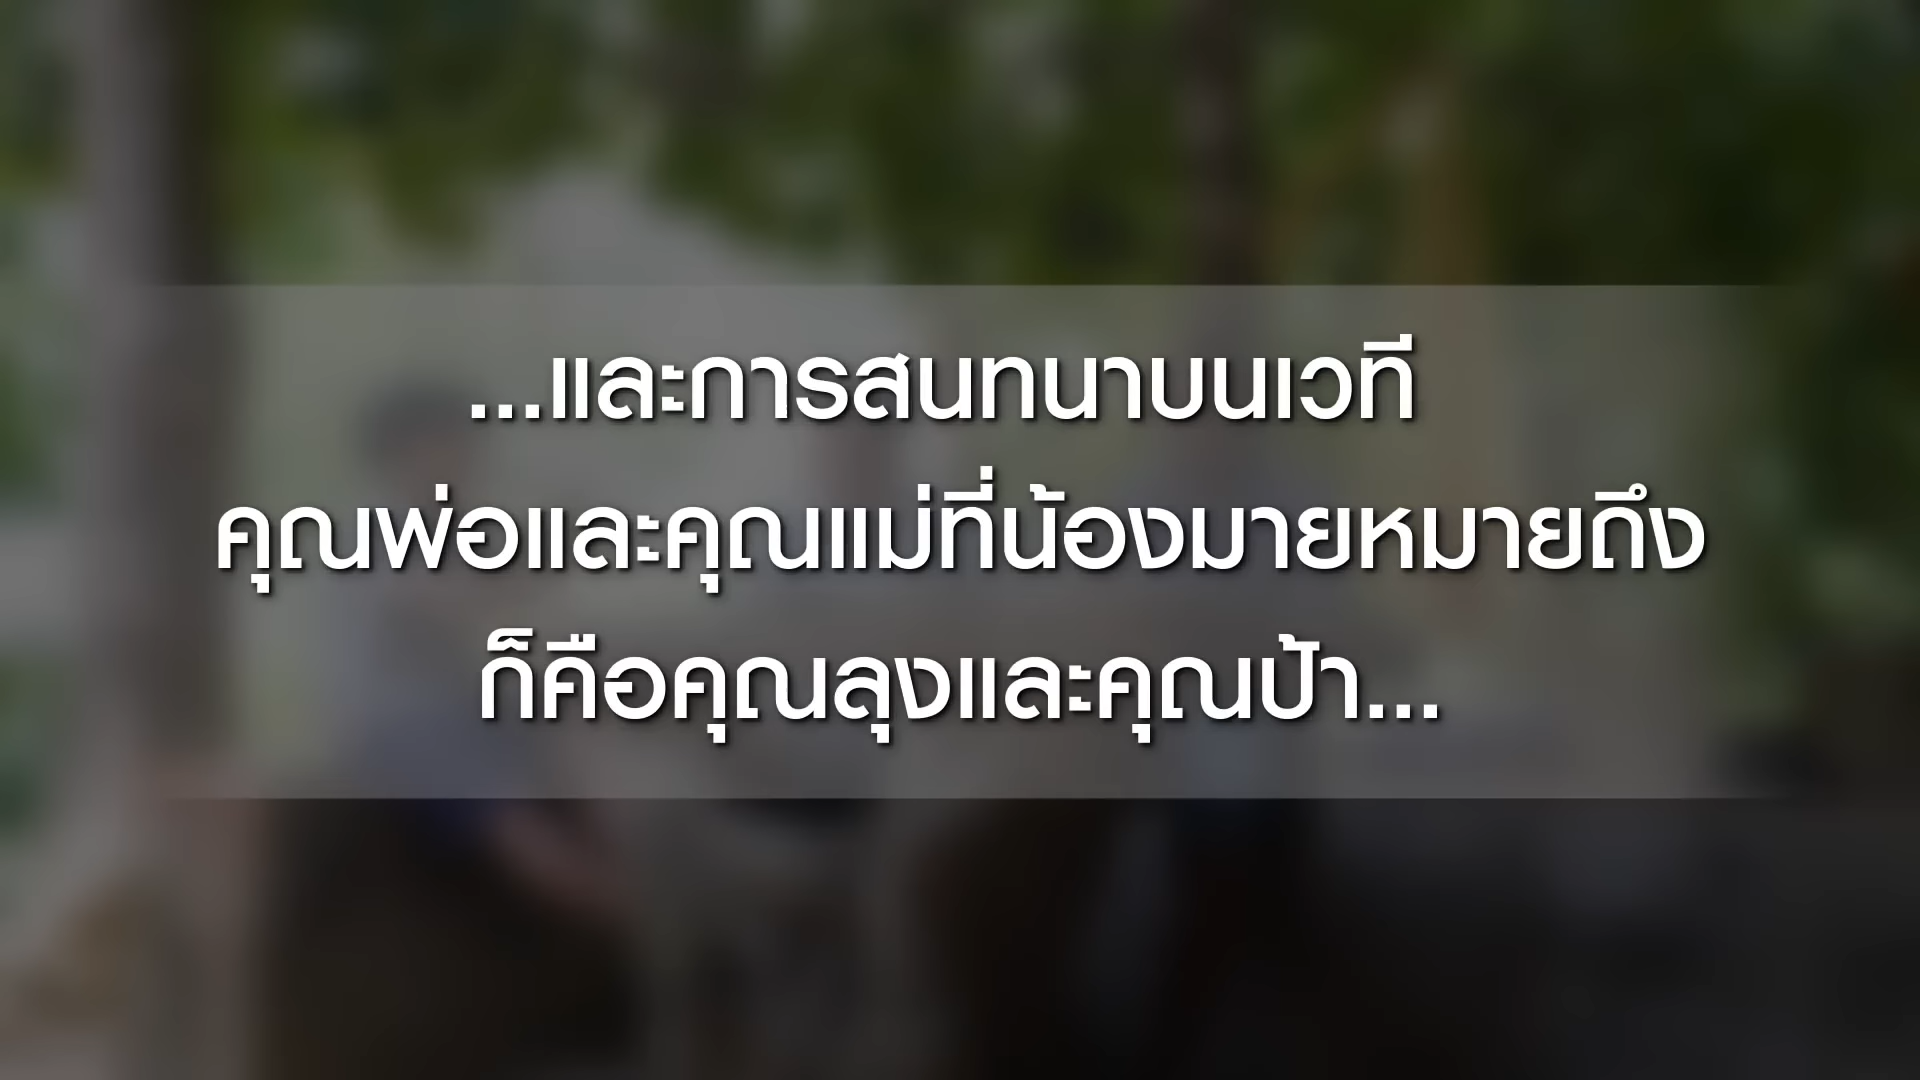 ...และการสนทนาบนเวที
คุณพ่อและคุณแม่ที่น้องมายหมายถึง
ก็คือคุณลุงและคุณป้า...